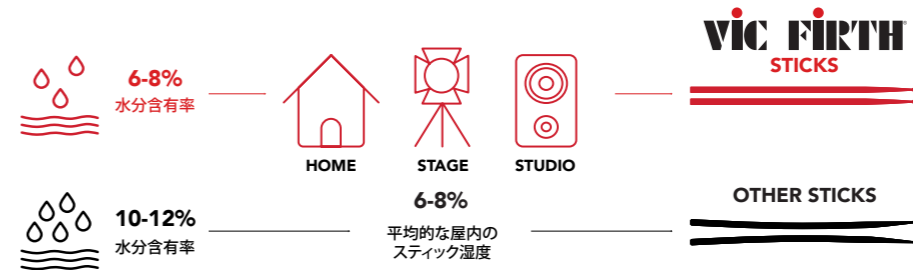 VIC FIRTH
STICKS
6-8%
水分含有率
HOME
STAGE
STUDIO
10-12%
水分含有率
6-8%
平均的な屋内の
スティック湿度
OTHER STICKS